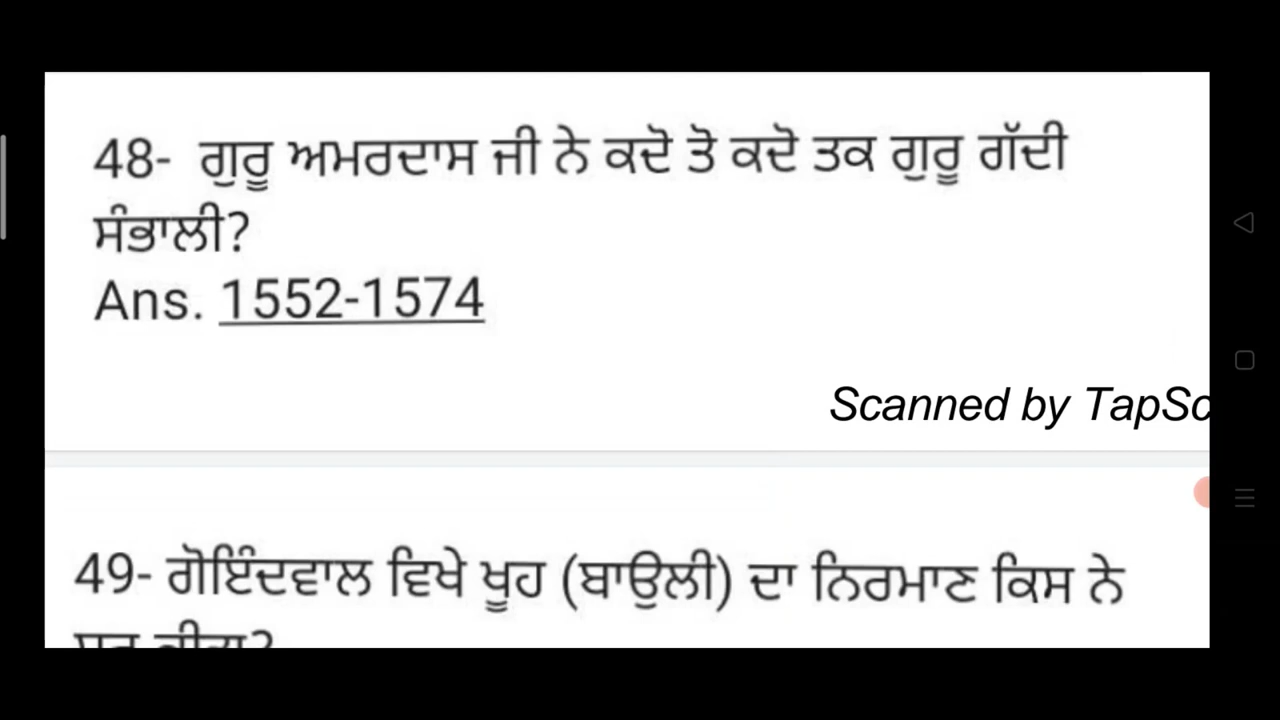 48- ਗੁਰੂ ਅਮਰਦਾਸ ਜੀ ਨੇ ਕਦੋ ਤੋ ਕਦੋ ਤਕ ਗੁਰੂ ਗੱਦੀ
ਸੰਭਾਲੀ?
Ans. 1552-1574
Scanned by TapSc
49- ਗੋਇੰਦਵਾਲ ਵਿਖੇ ਖੂਹ (ਬਾਉਲੀ) ਦਾ ਨਿਰਮਾਣ ਕਿਸ ਨੇ